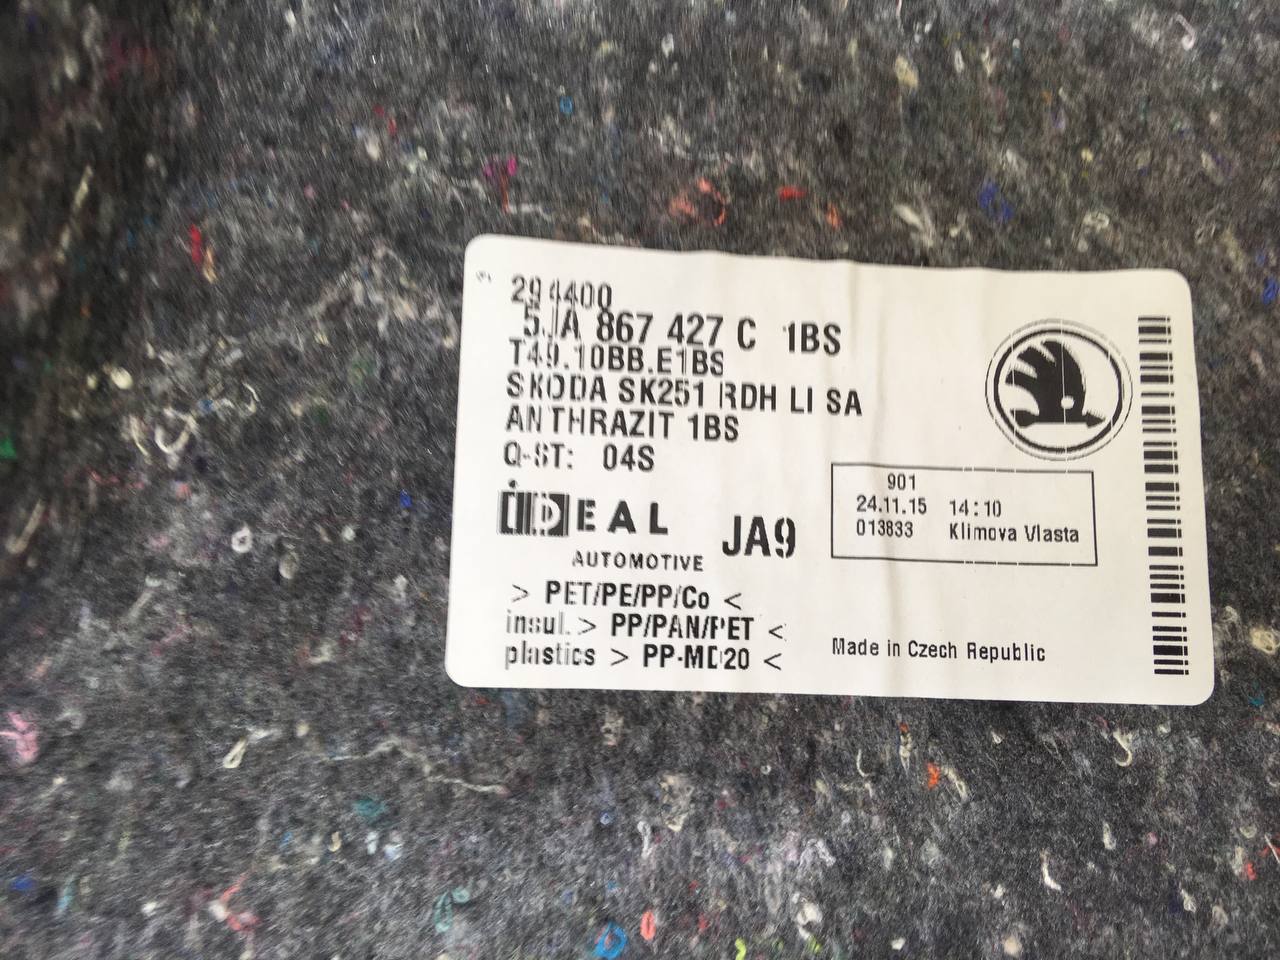 294400
5JA 867 427 C 1BS
T49.10BB.E1BS
SKODA SK251 RDH LI SA
ANTHRAZIT 1BS
Q-ST: 04S
iDEAL
AUTOMOTIVE
JA9
901
24.11.15 14:10
013833 Klimova Vlasta
> PET/PE/PP/Co <
insul.> PP/PAN/PET <
plastics > PP-MD20 <
Made in Czech Republic